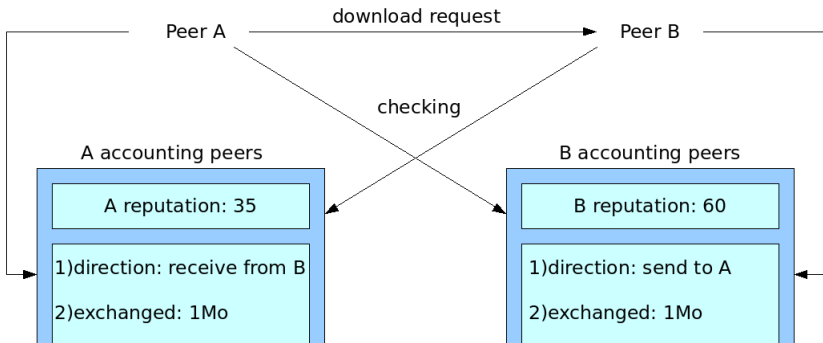 Peer A
download request
Peer B
checking
A accounting peers
B accounting peers
A reputation: 35
B reputation: 60
1)direction: receive from B
2)exchanged: 1Mo
1)direction: send to A
2)exchanged: 1Mo